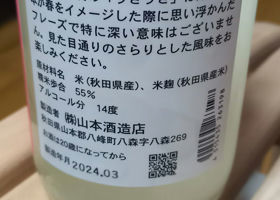 本が春をイメージした際に思い浮かんだ
フレーズで特に深い意味はございませ
ん。見た目通りのさらりとした風味をお
楽しみください。
原材料名 米（秋田県産）、米麹（秋田県産米）
精米歩合 55%
アルコール分 14度
製造者 ㈱山本酒造店
秋田県山本郡八峰町八森字八森269
お酒は20歳になってから
製造年月 2024.03